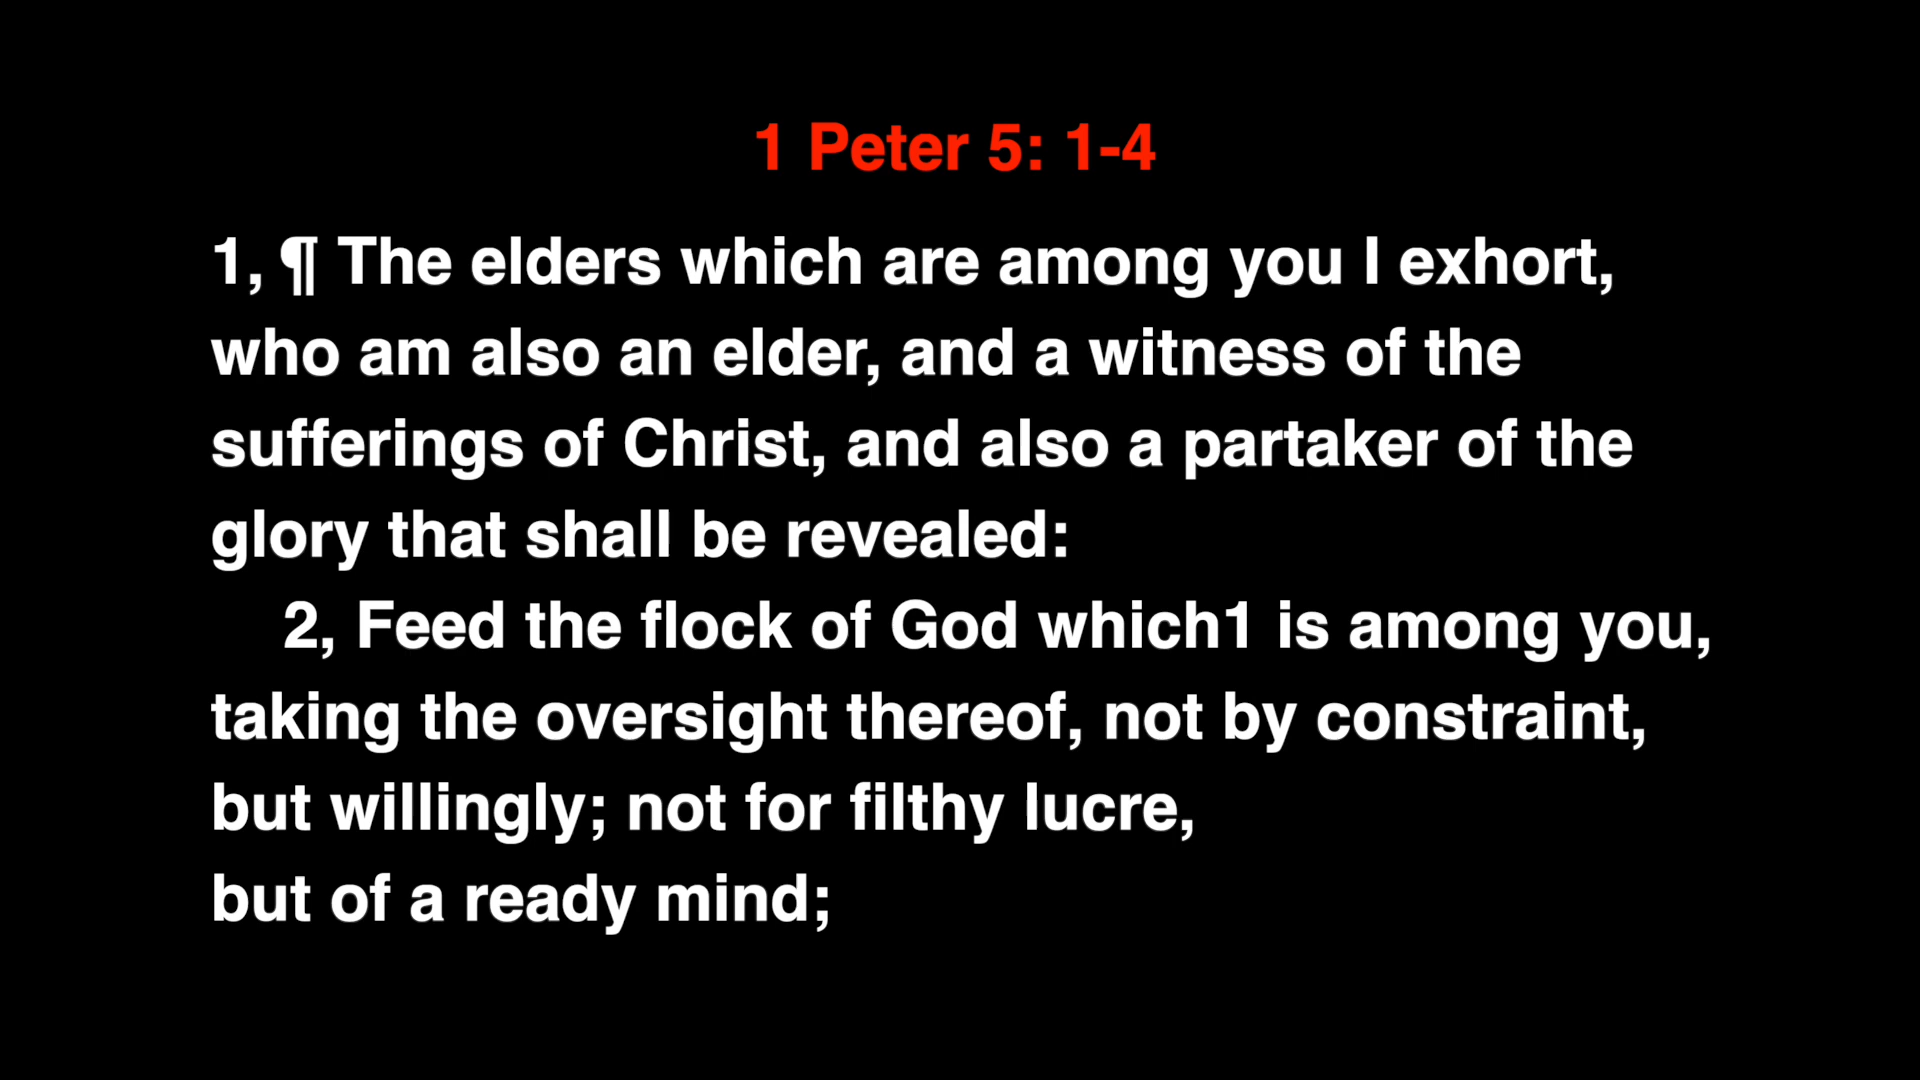 1 Peter 5: 1-4
1, ¶ The elders which are among you I exhort,
who am also an elder, and a witness of the
sufferings of Christ, and also a partaker of the
glory that shall be revealed:
2, Feed the flock of God which1 is among you,
taking the oversight thereof, not by constraint,
but willingly; not for filthy lucre,
but of a ready mind;